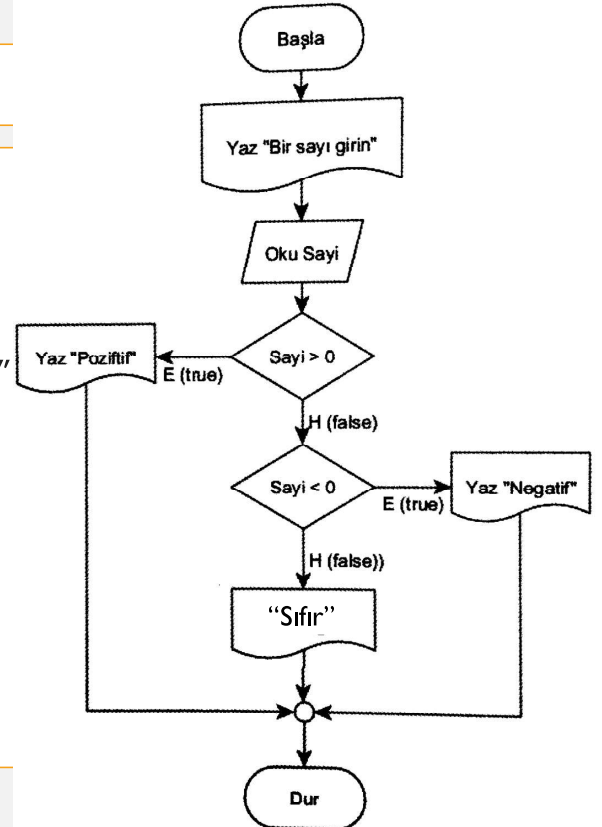 Başla
Yaz "Bir sayı girin"
Oku Sayi
Sayi > 0
E (true)
Yaz "Poziftif"
”
H (false)
Sayi < 0
E (true)
Yaz "Negatif"
H (false))
“Sıfır”
Dur